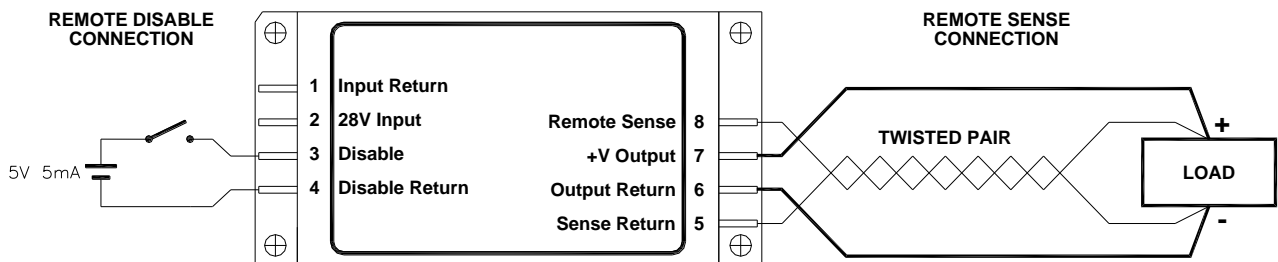 REMOTE DISABLE
CONNECTION
REMOTE SENSE
CONNECTION
1 Input Return
2 28V Input
3 Disable
4 Disable Return
Remote Sense 8
+V Output 7
Output Return 6
Sense Return 5
5V 5mA
TWISTED PAIR
+
LOAD
-